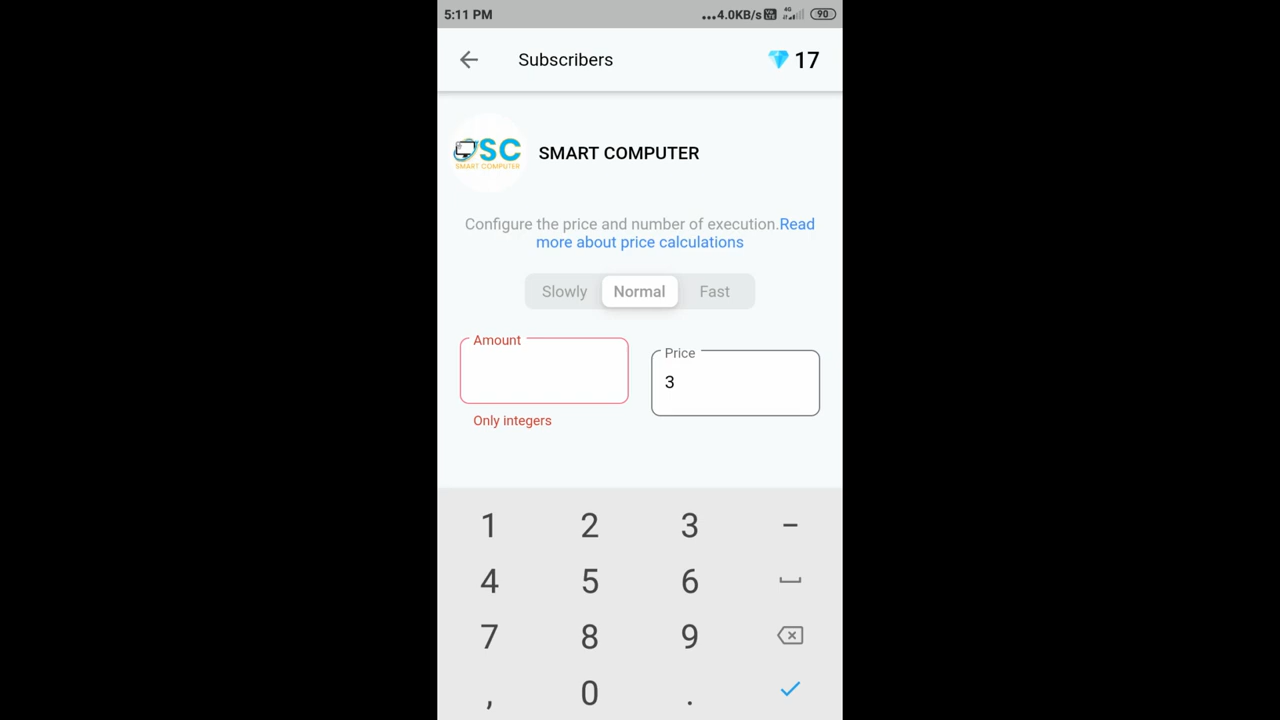 5:11 PM
...4.0KB/s
4G
90
Subscribers
17
SC
SMART COMPUTER
SMART COMPUTER
Configure the price and number of execution.Read
more about price calculations
Slowly
Normal
Fast
Amount
Price
3
Only integers
1
2
3
-
4
5
6
7
8
9
,
0
.